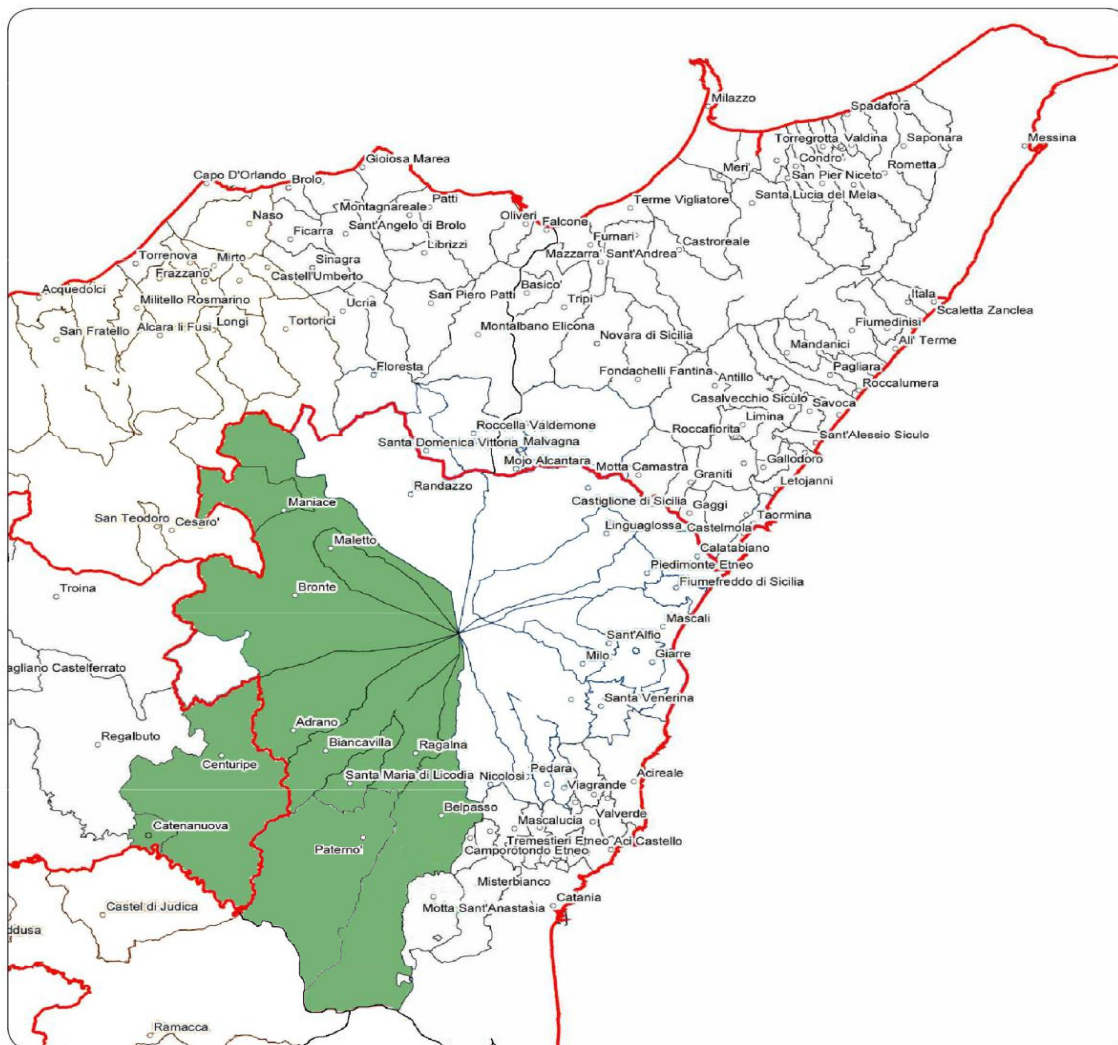 Milazzo
Spadafora
Torregrotta Valdina
Saponara
Messina
Condro'
Rometta
Gioiosa Marea
Meri'
San Pier Niceto
Capo D'Orlando
Brolo
Santa Lucia del Mela
Montagnareale
Patti
Terme Vigliatore
Naso
Oliveri
Falcone
Sant'Angelo di Brolo
Ficarra
Furnari
Librizzi
Castroreale
Mazzarra' Sant'Andrea
Torrenova
Mirto
Sinagra
Frazzano'
Castell'Umberto
Basico'
Acquedolci
San Piero Patti
Itala
Militello Rosmarino
Ucria
Tripi
Scaletta Zanclea
San Fratello
Alcara li Fusi
Longi
Tortorici
Fiumedinisi
Montalbano Elicona
Novara di Sicilia
Mandanici
Ali' Terme
Floresta
Fondachelli Fantina
Pagliara
Antillo
Roccalumera
Casalvecchio Siculo
Savoca
Limina
Roccella Valdemone
Roccafiorita
Santa Domenica Vittoria
Malvagna
Sant'Alessio Siculo
Mojo Alcantara
Motta Camastra
Gallodoro
Graniti
Letojanni
Randazzo
Castiglione di Sicilia
Maniace
Gaggi
San Teodoro
Cesaro'
Taormina
Linguaglossa
Castelmola
Maletto
Calatabiano
Piedimonte Etneo
Troina
Bronte
Fiumefreddo di Sicilia
Mascali
Sant'Alfio
agliano Castelferrato
Milo
Giarre
Santa Venerina
Adrano
Regalbuto
Biancavilla
Ragalna
Centuripe
Pedara
Santa Maria di Licodia
Nicolosi
Acireale
Viagrande
Belpasso
Mascalucia
Valverde
Catenanuova
Tremestieri Etneo
Aci Castello
Paterno'
Camporotondo Etneo
Misterbianco
Catania
Castel di Judica
Motta Sant'Anastasia
ddusa
Ramacca